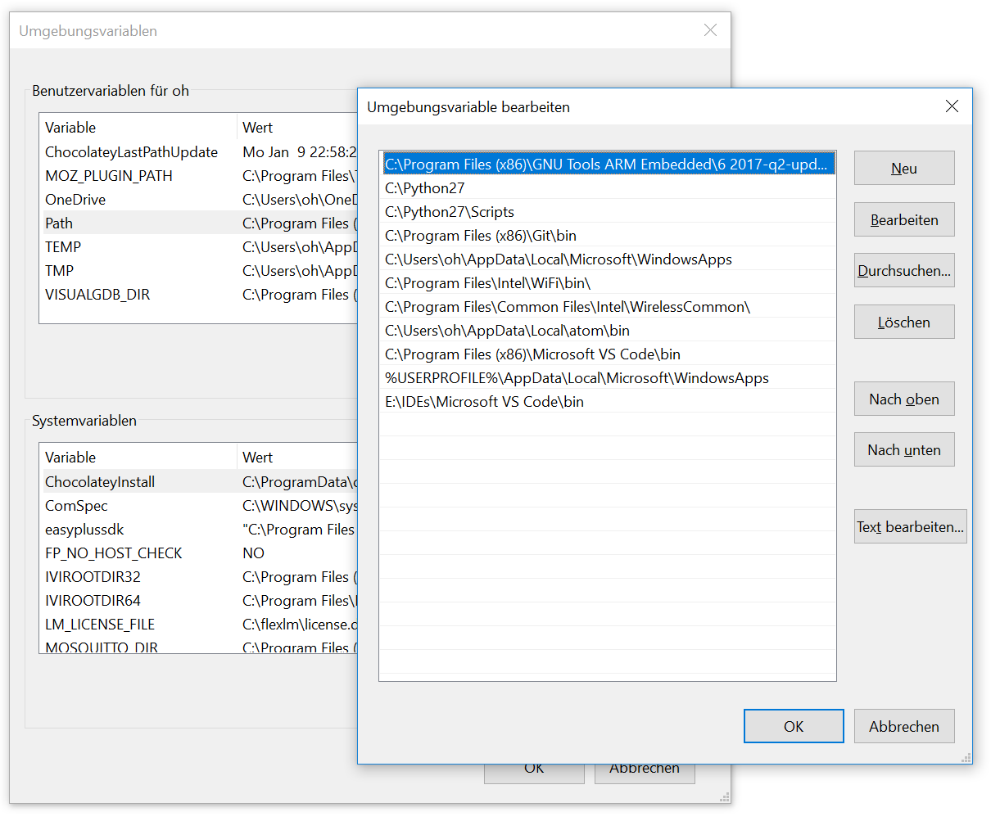 Umgebungsvariablen
Benutzervariablen für oh
Variable Wert
ChocolateyLastPathUpdate Mo Jan  9 22:58:2
MOZ_PLUGIN_PATH C:\Program Files\
OneDrive C:\Users\oh\OneD
Path C:\Program Files (
TEMP C:\Users\oh\AppD
TMP C:\Users\oh\AppD
VISUALGDB_DIR C:\Program Files (
Systemvariablen
Variable Wert
ChocolateyInstall C:\ProgramData\c
ComSpec C:\WINDOWS\sys
easyplussdk "C:\Program Files
FP_NO_HOST_CHECK NO
IVIROOTDIR32 C:\Program Files (
IVIROOTDIR64 C:\Program Files\
LM_LICENSE_FILE C:\flexlm\license.d
MOSQUITTO_DIR C:\Program Files (
OK Abbrechen
Umgebungsvariable bearbeiten
C:\Program Files (x86)\GNU Tools ARM Embedded\6 2017-q2-upd...
C:\Python27
C:\Python27\Scripts
C:\Program Files (x86)\Git\bin
C:\Users\oh\AppData\Local\Microsoft\WindowsApps
C:\Program Files\Intel\WiFi\bin\
C:\Program Files\Common Files\Intel\WirelessCommon\
C:\Users\oh\AppData\Local\atom\bin
C:\Program Files (x86)\Microsoft VS Code\bin
%USERPROFILE%\AppData\Local\Microsoft\WindowsApps
E:\IDEs\Microsoft VS Code\bin
Neu
Bearbeiten
Durchsuchen...
Löschen
Nach oben
Nach unten
Text bearbeiten...
OK Abbrechen